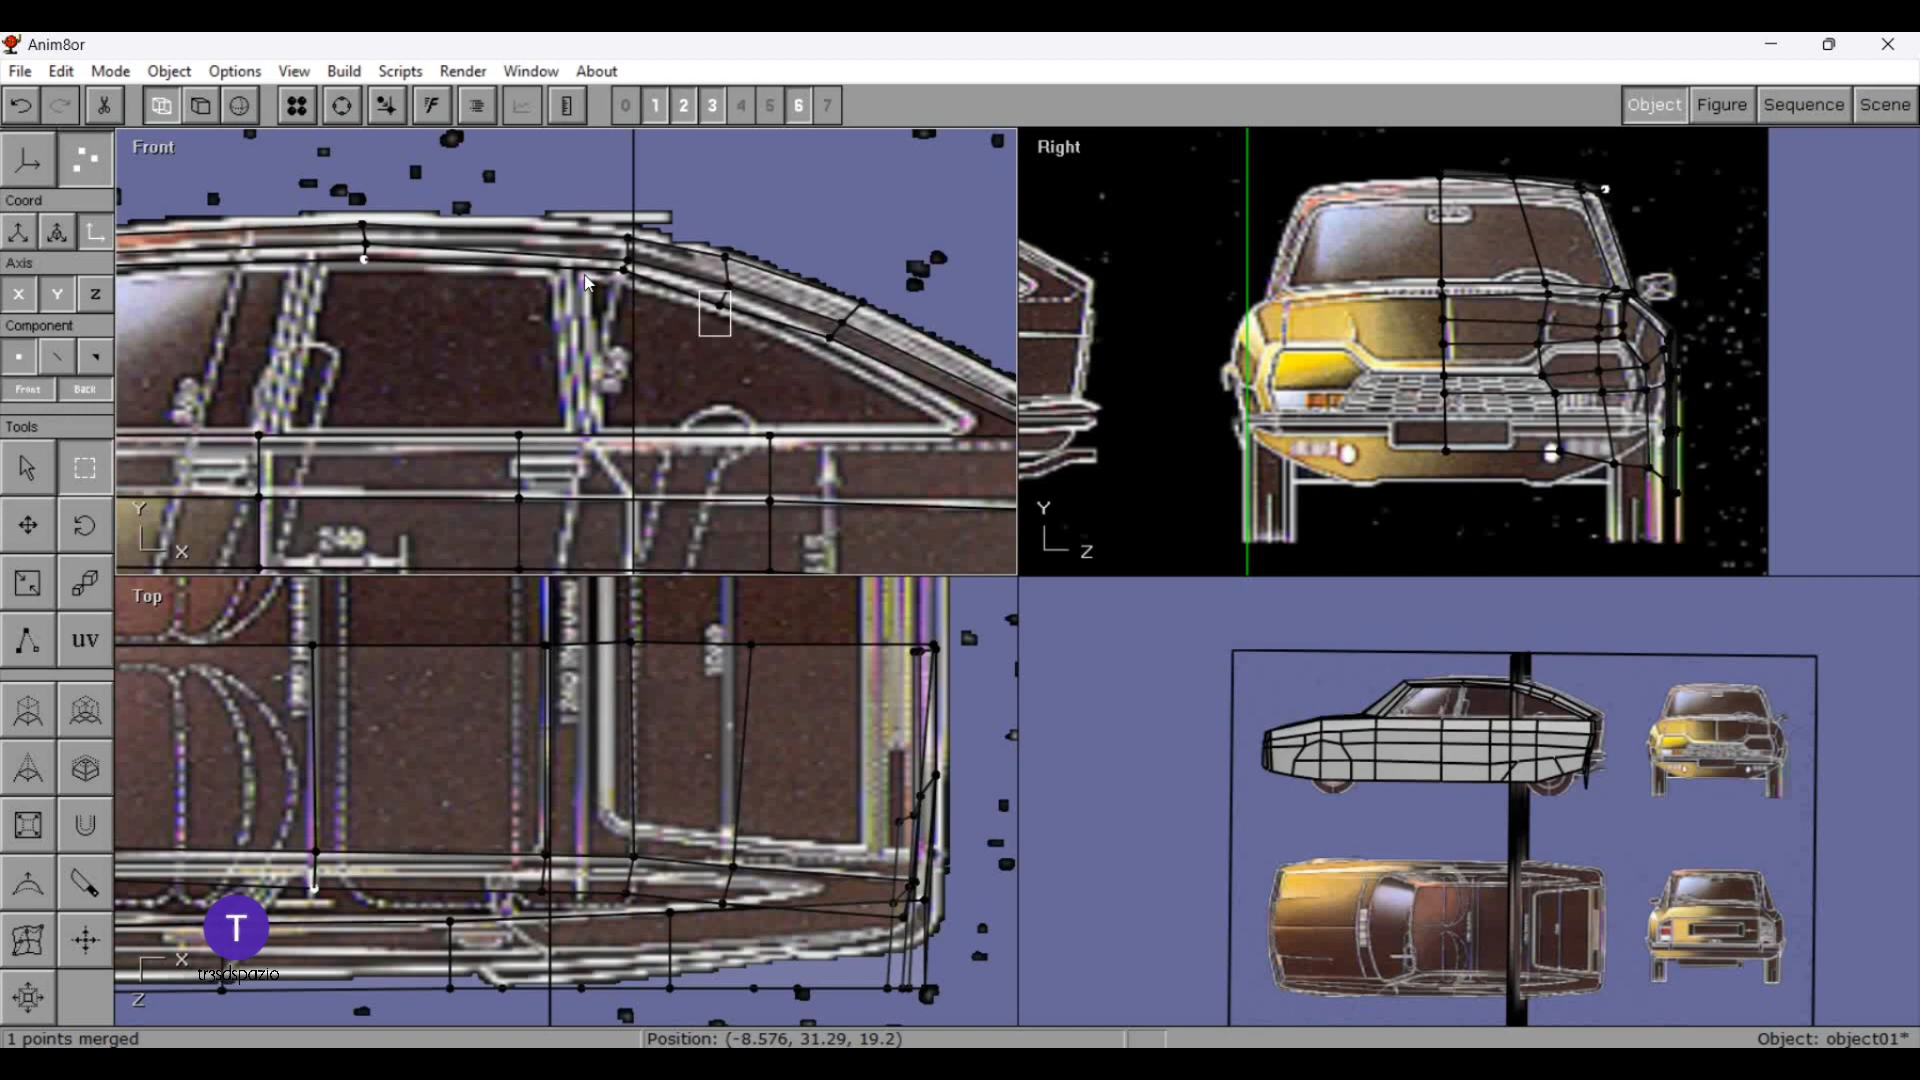 Anim8or
File Edit Mode Object Options View Build Scripts Render Window About
0 1 2 3 4 5 6 7
Object Figure Sequence Scene
Coord
Axis
X Y Z
Component
Front Back
Tools
uv
Front
Y
X
240
Right
Y
Z
Top
X
Z
T
tr3sdspazio
1 points merged
Position: (-8.576, 31.29, 19.2)
Object: object01*